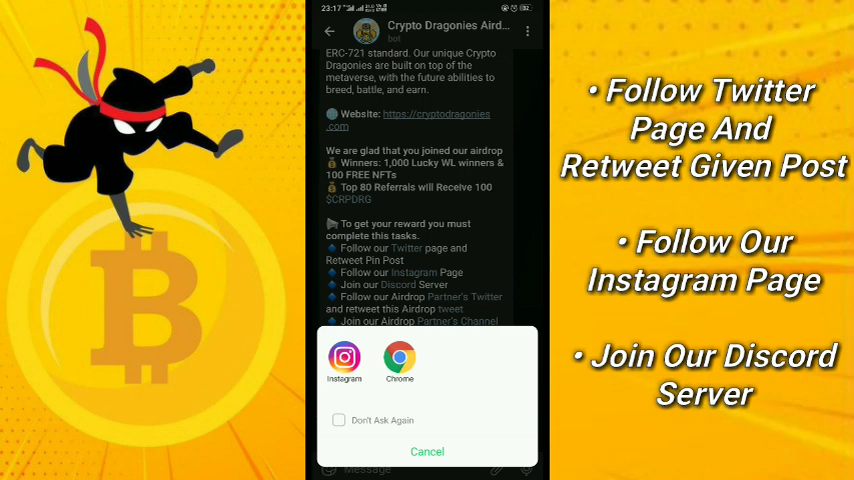 23:17
Crypto Dragonies Aird...
bot
ERC-721 standard. Our unique Crypto
Dragonies are built on top of the
metaverse, with the future abilities to
breed, battle, and earn.
Website: https://cryptodragonies
.com
We are glad that you joined our airdrop
Winners: 1,000 Lucky WL winners &
100 FREE NFTs
Top 80 Referrals will Receive 100
$CRPDRG
To get your reward you must
complete this tasks.
Follow our Twitter page and
Retweet Pin Post
Follow our Instagram Page
Join our Discord Server
Follow our Airdrop Partner's Twitter
and retweet this Airdrop tweet
Join our Airdrop Partner's Channel
Instagram
Chrome
Don't Ask Again
Cancel
Message
• Follow Twitter
Page And
Retweet Given Post
• Follow Our
Instagram Page
• Join Our Discord
Server